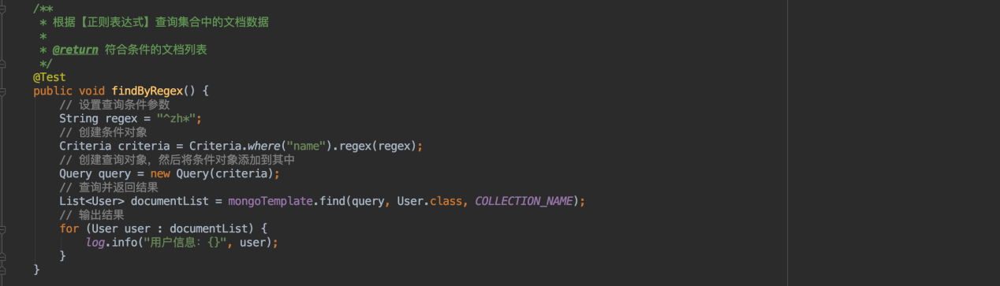 /**
 * 根据【正则表达式】查询集合中的文档数据
 *
 * @return 符合条件的文档列表
 */
@Test
public void findByRegex() {
    // 设置查询条件参数
    String regex = "^zh*";
    // 创建条件对象
    Criteria criteria = Criteria.where("name").regex(regex);
    // 创建查询对象，然后将条件对象添加到其中
    Query query = new Query(criteria);
    // 查询并返回结果
    List<User> documentList = mongoTemplate.find(query, User.class, COLLECTION_NAME);
    // 输出结果
    for (User user : documentList) {
        log.info("用户信息：{}", user);
    }
}